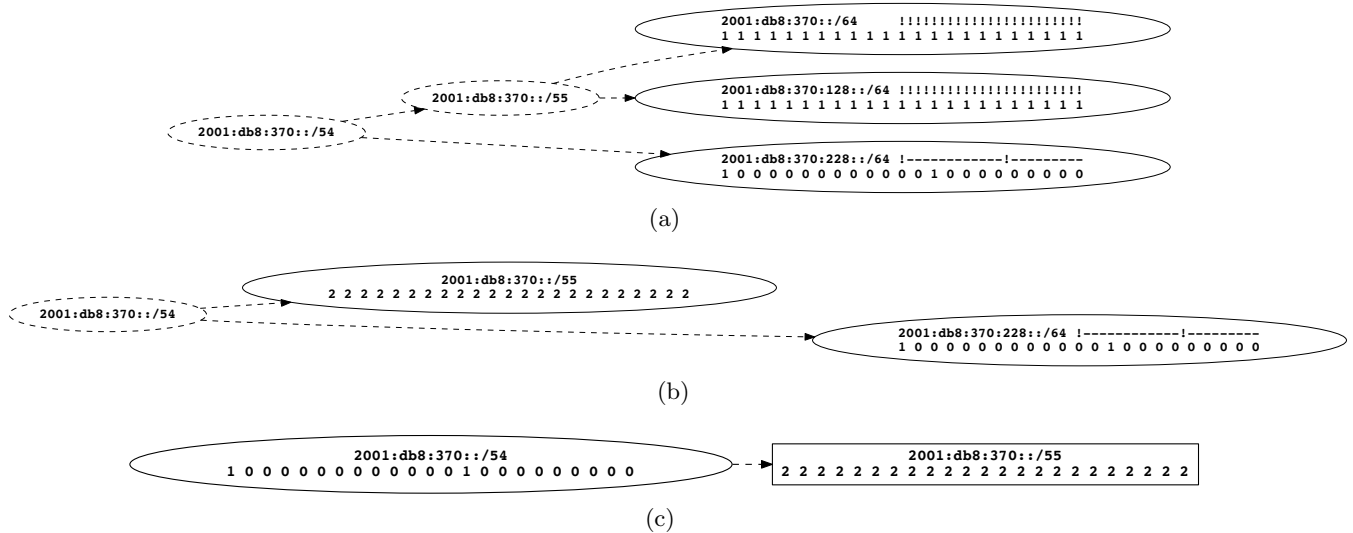 2001:db8:370::/64 !!!!!!!!!!!!!!!!!!!!!!!
1 1 1 1 1 1 1 1 1 1 1 1 1 1 1 1 1 1 1 1 1 1 1
2001:db8:370::/55
2001:db8:370:128::/64 !!!!!!!!!!!!!!!!!!!!!!!
1 1 1 1 1 1 1 1 1 1 1 1 1 1 1 1 1 1 1 1 1 1 1
2001:db8:370::/54
2001:db8:370:228::/64 !------------!---------
1 0 0 0 0 0 0 0 0 0 0 0 0 1 0 0 0 0 0 0 0 0 0
(a)
2001:db8:370::/55
2 2 2 2 2 2 2 2 2 2 2 2 2 2 2 2 2 2 2 2 2 2 2
2001:db8:370::/54
2001:db8:370:228::/64 !------------!---------
1 0 0 0 0 0 0 0 0 0 0 0 0 1 0 0 0 0 0 0 0 0 0
(b)
2001:db8:370::/54
1 0 0 0 0 0 0 0 0 0 0 0 0 1 0 0 0 0 0 0 0 0 0
2001:db8:370::/55
2 2 2 2 2 2 2 2 2 2 2 2 2 2 2 2 2 2 2 2 2 2 2
(c)